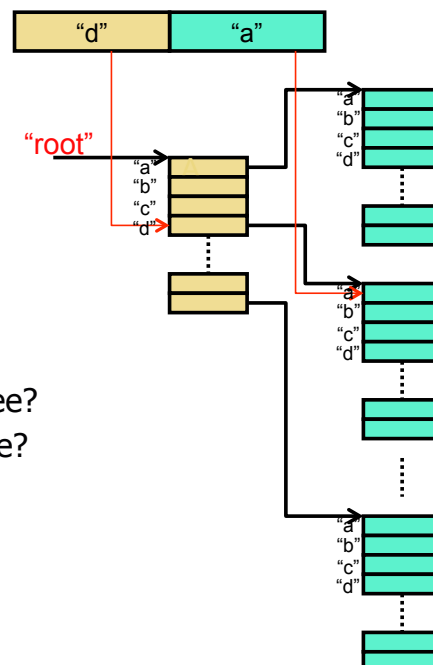 “d” “a”
“root”
“a”
“b”
“c”
“d”
“a”
“b”
“c”
“d”
“a”
“b”
“c”
“d”
ee?
e?
“a”
“b”
“c”
“d”